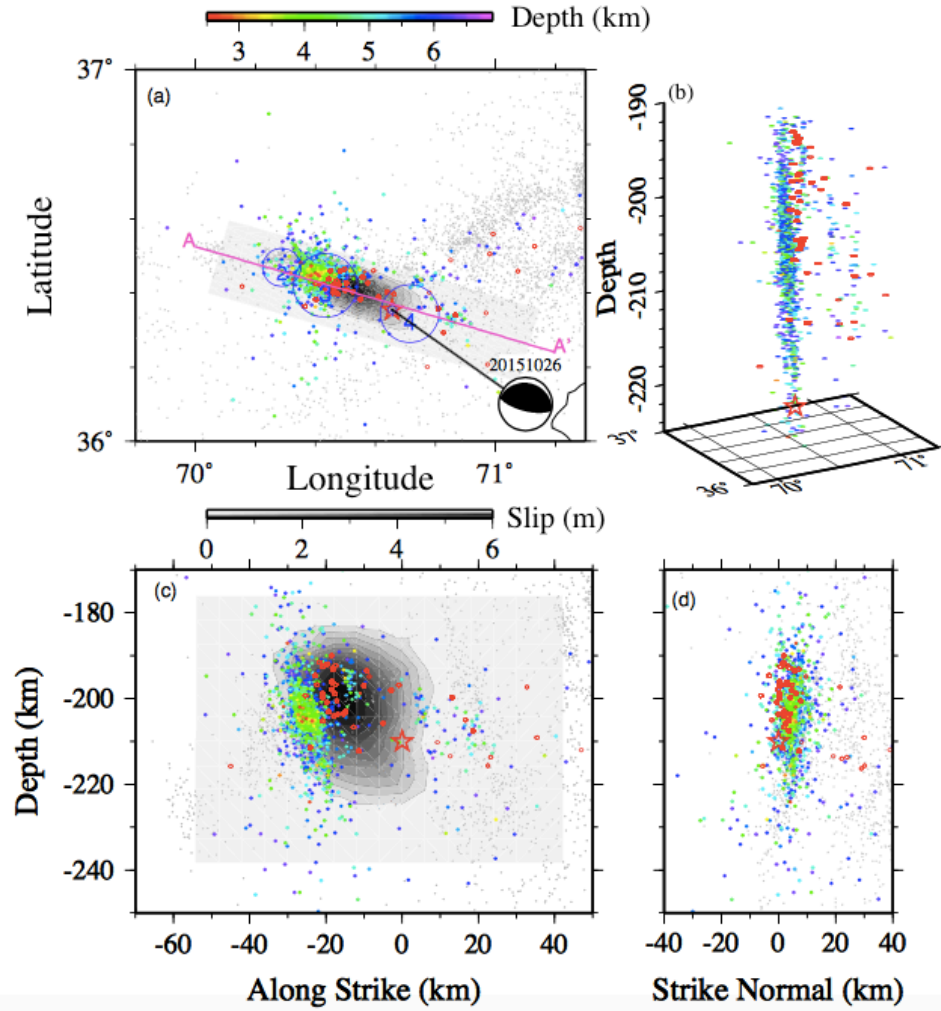 Depth (km)
3 4 5 6
37°
(a)
Latitude
A
2
4
A'
20151026
36°
70° 71°
Longitude
(b)
-190
-200
-210
-220
Depth
37°
36°
70°
71°
Slip (m)
0 2 4 6
(c)
-180
-200
-220
-240
Depth (km)
-60 -40 -20 0 20 40
Along Strike (km)
(d)
-40 -20 0 20 40
Strike Normal (km)